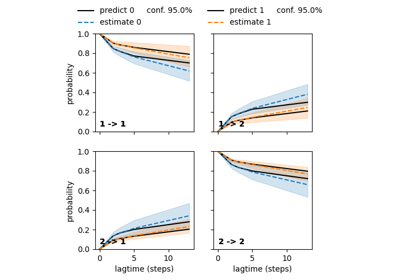 predict 0 conf. 95.0% predict 1 conf. 95.0%
estimate 0 estimate 1
1.0
0.8
0.6
0.4
0.2
0.0
probability
1 -> 1
1 -> 2
1.0
0.8
0.6
0.4
0.2
0.0
probability
2 -> 1
2 -> 2
0 5 10 0 5 10
lagtime (steps) lagtime (steps)